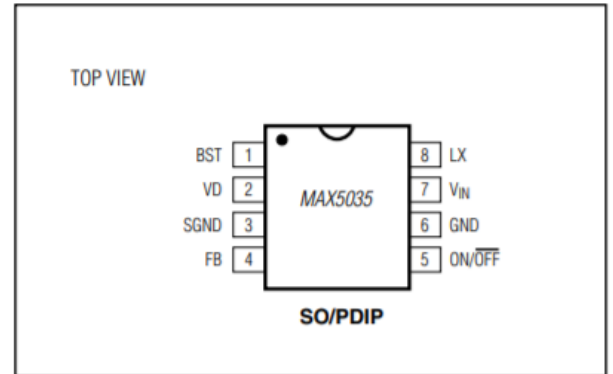 TOP VIEW
BST 1 8 LX
VD 2 MAX5035 7 VIN
SGND 3 6 GND
FB 4 5 ON/O̅F̅F̅
SO/PDIP